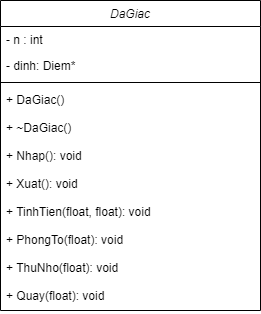 DaGiac
- n : int
- dinh: Diem*
+ DaGiac()
+ ~DaGiac()
+ Nhap(): void
+ Xuat(): void
+ TinhTien(float, float): void
+ PhongTo(float): void
+ ThuNho(float): void
+ Quay(float): void